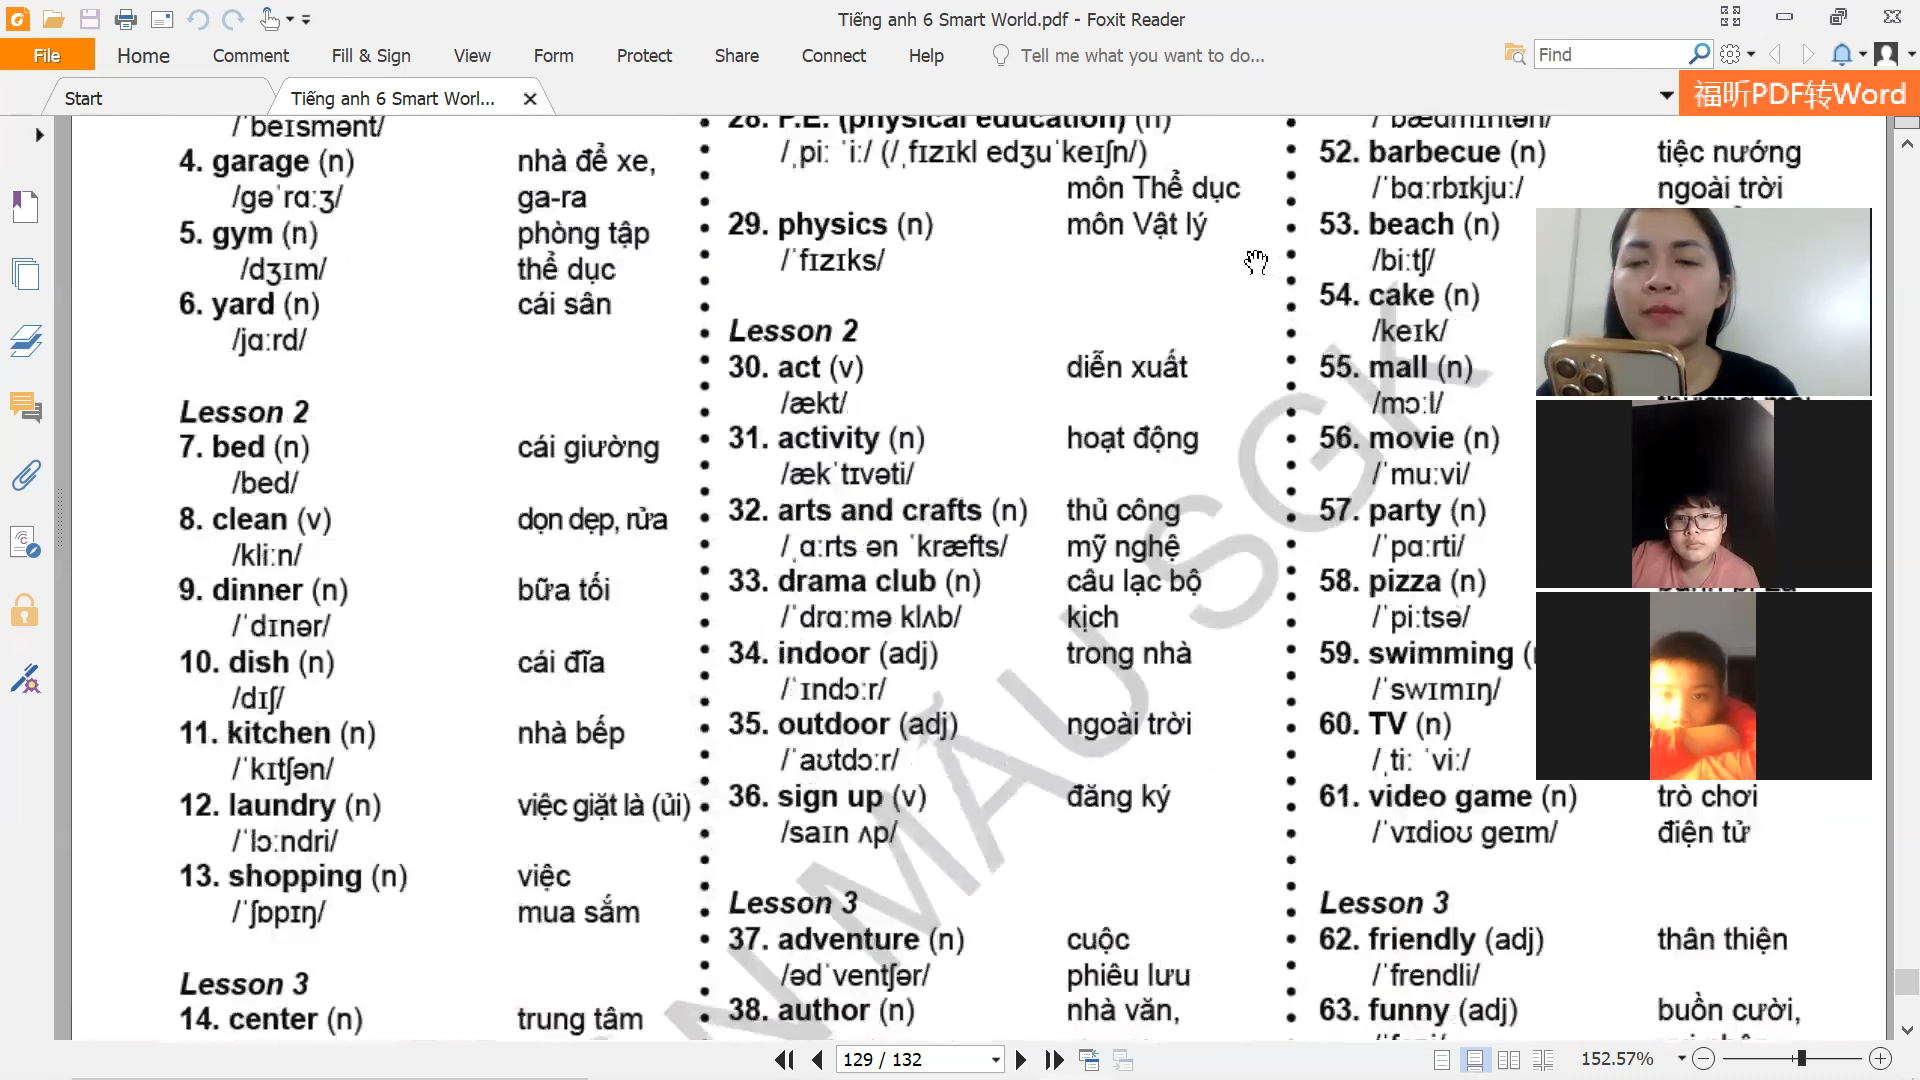 Tiếng anh 6 Smart World.pdf - Foxit Reader
File Home Comment Fill & Sign View Form Protect Share Connect Help Tell me what you want to do... Find
Start Tiếng anh 6 Smart Worl...
福昕PDF转Word
/ˈbeɪsmənt/
4. garage (n) nhà để xe,
/gəˈrɑːʒ/ ga-ra
5. gym (n) phòng tập
/dʒɪm/ thể dục
6. yard (n) cái sân
/jɑːrd/
Lesson 2
7. bed (n) cái giường
/bed/
8. clean (v) dọn dẹp, rửa
/kliːn/
9. dinner (n) bữa tối
/ˈdɪnər/
10. dish (n) cái đĩa
/dɪʃ/
11. kitchen (n) nhà bếp
/ˈkɪtʃən/
12. laundry (n) việc giặt là (ủi)
/ˈlɔːndri/
13. shopping (n) việc
/ˈʃɒpɪŋ/ mua sắm
Lesson 3
14. center (n) trung tâm
28. P.E. (physical education) (n)
/ˌpiː ˈiː/ (/ˌfɪzɪkl edʒuˈkeɪʃn/)
môn Thể dục
29. physics (n) môn Vật lý
/ˈfɪzɪks/
Lesson 2
30. act (v) diễn xuất
/ækt/
31. activity (n) hoạt động
/ækˈtɪvəti/
32. arts and crafts (n) thủ công
/ˌɑːrts ən ˈkræfts/ mỹ nghệ
33. drama club (n) câu lạc bộ
/ˈdrɑːmə klʌb/ kịch
34. indoor (adj) trong nhà
/ˈɪndɔːr/
35. outdoor (adj) ngoài trời
/ˈaʊtdɔːr/
36. sign up (v) đăng ký
/saɪn ʌp/
Lesson 3
37. adventure (n) cuộc
/ədˈventʃər/ phiêu lưu
38. author (n) nhà văn,
/ˈbædmɪntən/
52. barbecue (n) tiệc nướng
/ˈbɑːrbɪkjuː/ ngoài trời
53. beach (n)
/biːtʃ/
54. cake (n)
/keɪk/
55. mall (n)
/mɔːl/
56. movie (n)
/ˈmuːvi/
57. party (n)
/ˈpɑːrti/
58. pizza (n)
/ˈpiːtsə/
59. swimming
/ˈswɪmɪŋ/
60. TV (n)
/ˌtiː ˈviː/
61. video game (n) trò chơi
/ˈvɪdioʊ geɪm/ điện tử
Lesson 3
62. friendly (adj) thân thiện
/ˈfrendli/
63. funny (adj) buồn cười,
MẪU SGK
129 / 132
152.57%